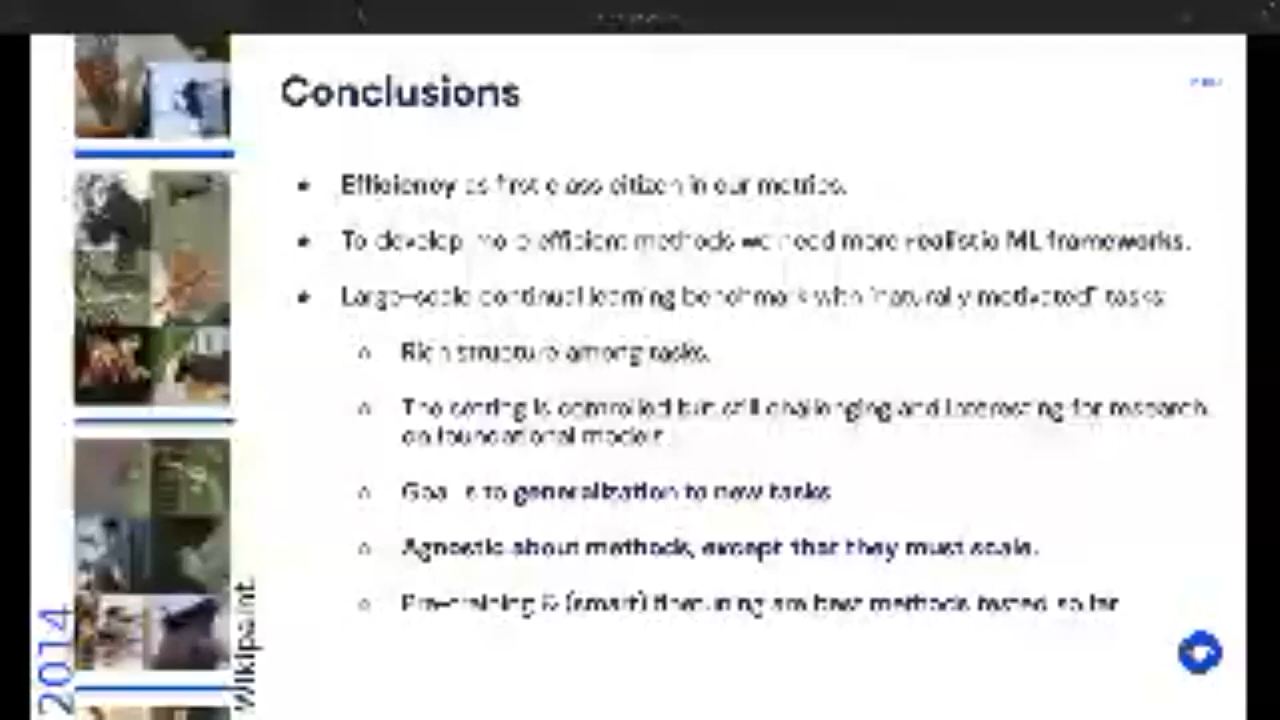 Conclusions
Efficiency as first class citizen in our metrics.
To develop more efficient methods we need more realistic ML frameworks.
Large-scale continual learning benchmark with "naturally motivated" tasks:
Rich structure among tasks.
The setting is controlled but still challenging and interesting for research
on foundational models.
Goal is to generalization to new tasks
Agnostic about methods, except that they must scale.
Pre-training & (smart) finetuning are best methods tested so far
2014
Wikipaint